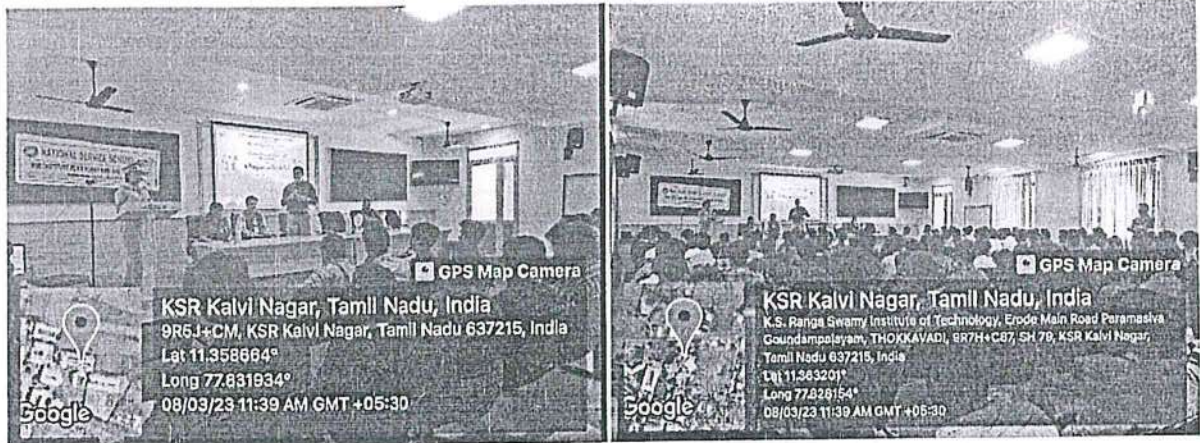 NATIONAL SERVICE SCHEME
GPS Map Camera
KSR Kalvi Nagar, Tamil Nadu, India
9R5J+CM, KSR Kalvi Nagar, Tamil Nadu 637215, India
Lat 11.358664°
Long 77.831934°
08/03/23 11:39 AM GMT +05:30
Google
GPS Map Camera
KSR Kalvi Nagar, Tamil Nadu, India
K.S. Ranga Swamy Institute of Technology, Erode Main Road Paramasiva
Goundampalayam, THOKKAVADI, 9R7H+C87, SH 79, KSR Kalvi Nagar,
Tamil Nadu 637215, India
Lat 11.363201°
Long 77.828154°
08/03/23 11:39 AM GMT +05:30
Google